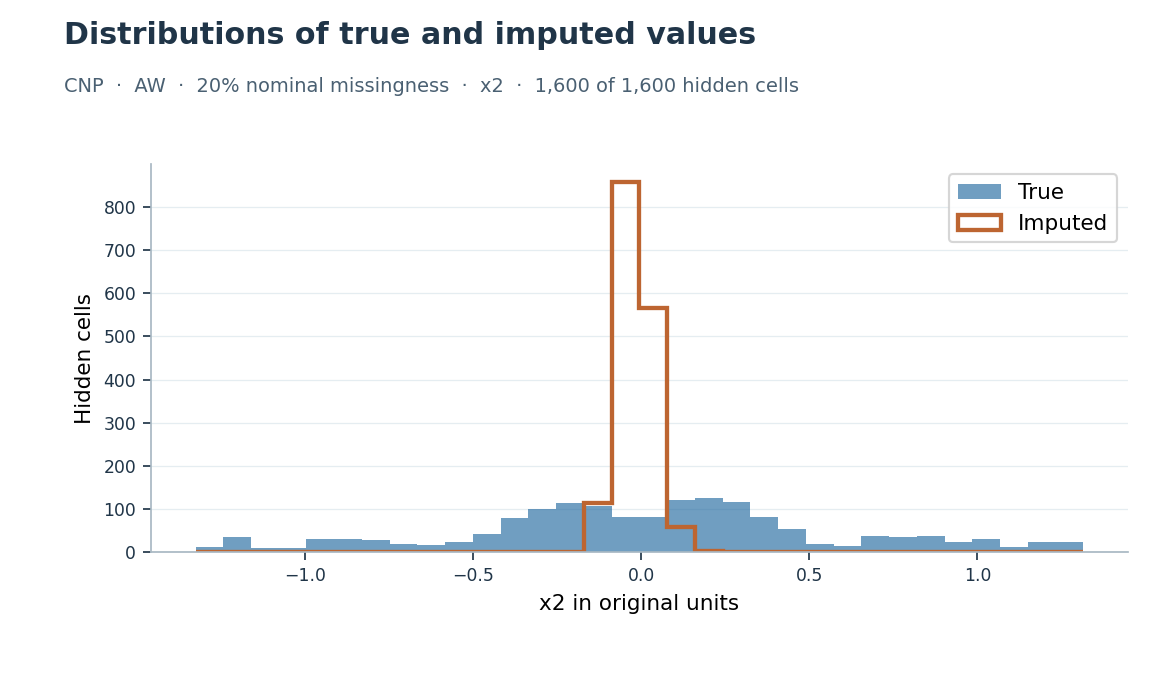 Distributions of true and imputed values
CNP · AW · 20% nominal missingness · x2 · 1,600 of 1,600 hidden cells
True
Imputed
Hidden cells
800
700
600
500
400
300
200
100
0
−1.0
−0.5
0.0
0.5
1.0
x2 in original units